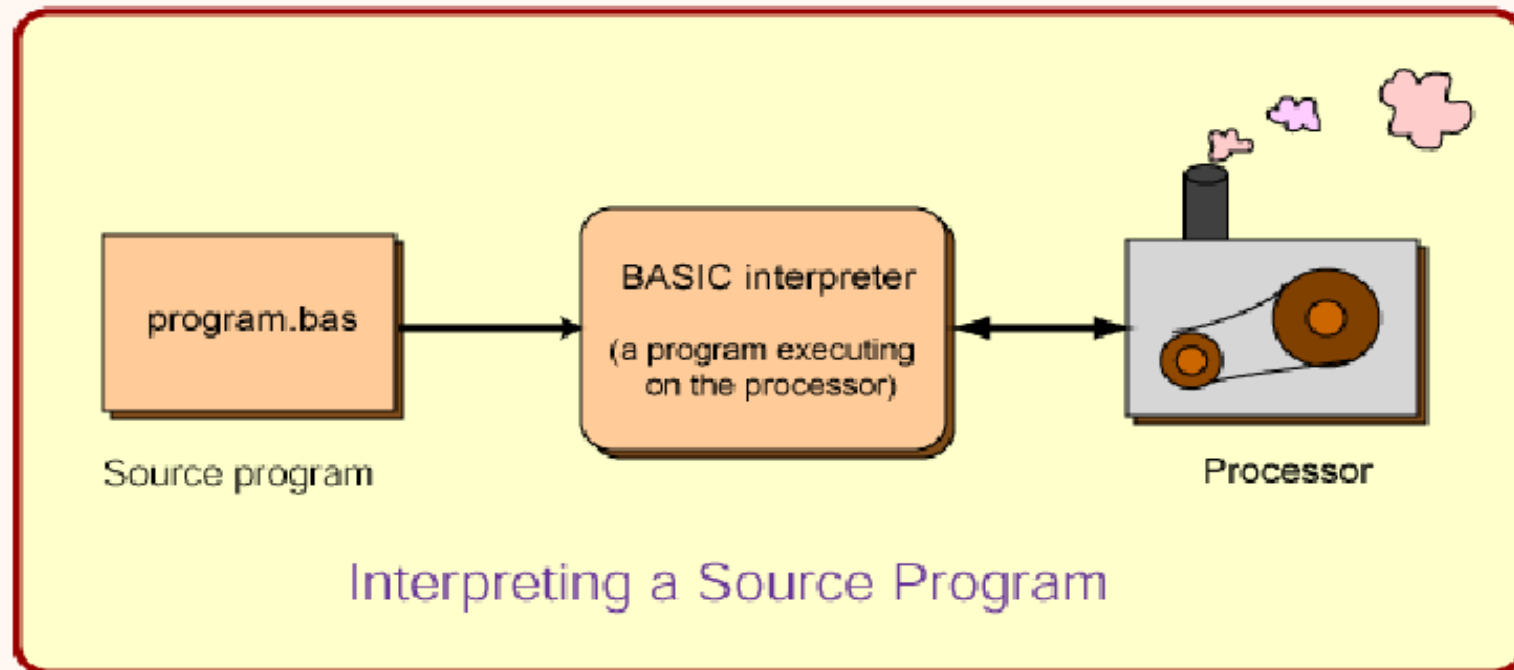 program.bas
Source program
BASIC interpreter
(a program executing
on the processor)
Processor
Interpreting a Source Program